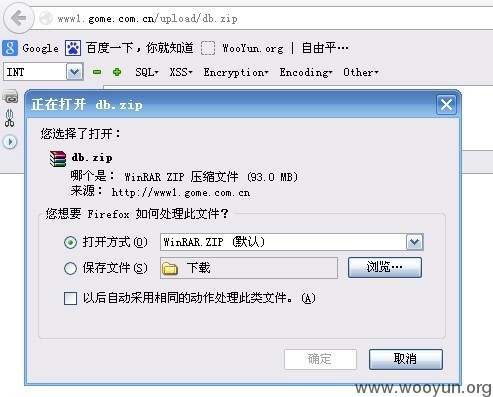 www1.gome.com.cn/upload/db.zip
Google 百度一下,你就知道 WooYun.org | 自由平…
INT SQL▾ XSS▾ Encryption▾ Encoding▾ Other▾
正在打开 db.zip
您选择了打开:
db.zip
哪个是: WinRAR ZIP 压缩文件 (93.0 MB)
来源: http://www1.gome.com.cn
您想要 Firefox 如何处理此文件?
打开方式(O) WinRAR.ZIP (默认)
保存文件(S) 下载 浏览…
以后自动采用相同的动作处理此类文件。(A)
确定 取消
www.wooyun.org